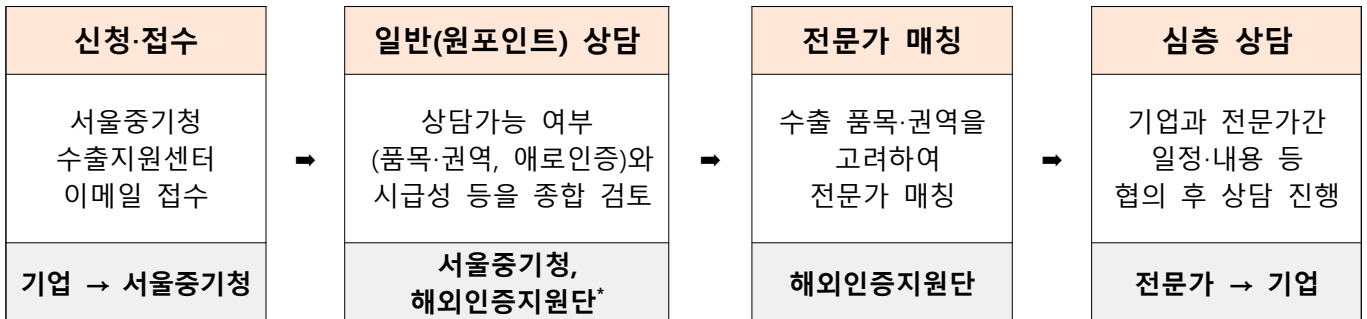 신청·접수
서울중기청
수출지원센터
이메일 접수
기업 → 서울중기청
➡
일반(원포인트) 상담
상담가능 여부
(품목·권역, 애로인증)와
시급성 등을 종합 검토
서울중기청,
해외인증지원단*
➡
전문가 매칭
수출 품목·권역을
고려하여
전문가 매칭
해외인증지원단
➡
심층 상담
기업과 전문가간
일정·내용 등
협의 후 상담 진행
전문가 → 기업